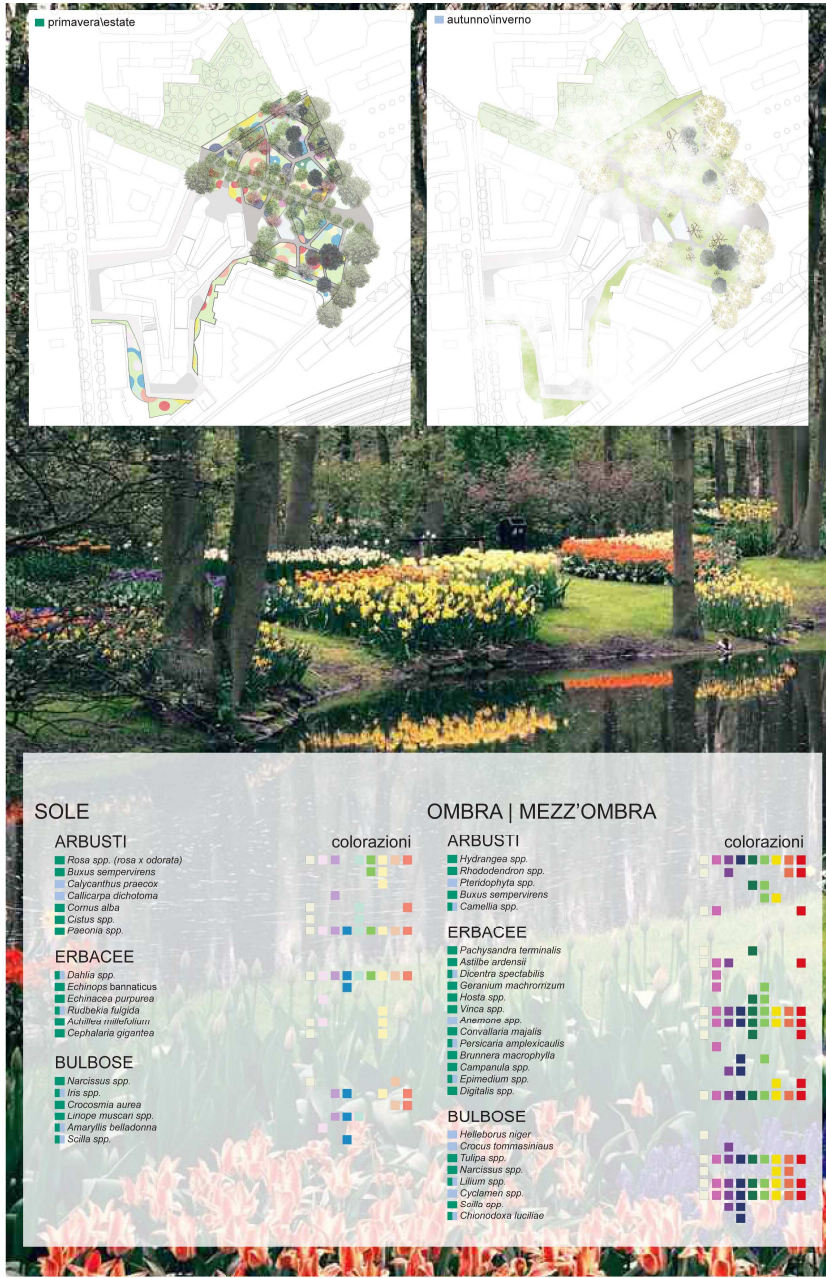 primavera\estate
autunno\inverno
SOLE
ARBUSTI
colorazioni
Rosa spp. (rosa x odorata)
Buxus sempervirens
Calycanthus praecox
Callicarpa dichotoma
Cornus alba
Cistus spp.
Paeonia spp.
ERBACEE
Dahlia spp.
Echinops bannaticus
Echinacea purpurea
Rudbekia fulgida
Achillea millefolium
Cephalaria gigantea
BULBOSE
Narcissus spp.
Iris spp.
Crocosmia aurea
Linope muscari spp.
Amaryllis belladonna
Scilla spp.
OMBRA | MEZZ'OMBRA
ARBUSTI
colorazioni
Hydrangea spp.
Rhododendron spp.
Pteridophyta spp.
Buxus sempervirens
Camellia spp.
ERBACEE
Pachysandra terminalis
Astilbe ardensii
Dicentra spectabilis
Geranium machrorrizum
Hosta spp.
Vinca spp.
Anemone spp.
Convallaria majalis
Persicaria amplexicaulis
Brunnera macrophylla
Campanula spp.
Epimedium spp.
Digitalis spp.
BULBOSE
Helleborus niger
Crocus tommasiniaus
Tulipa spp.
Narcissus spp.
Lilium spp.
Cyclamen spp.
Scilla spp.
Chionodoxa luciliae